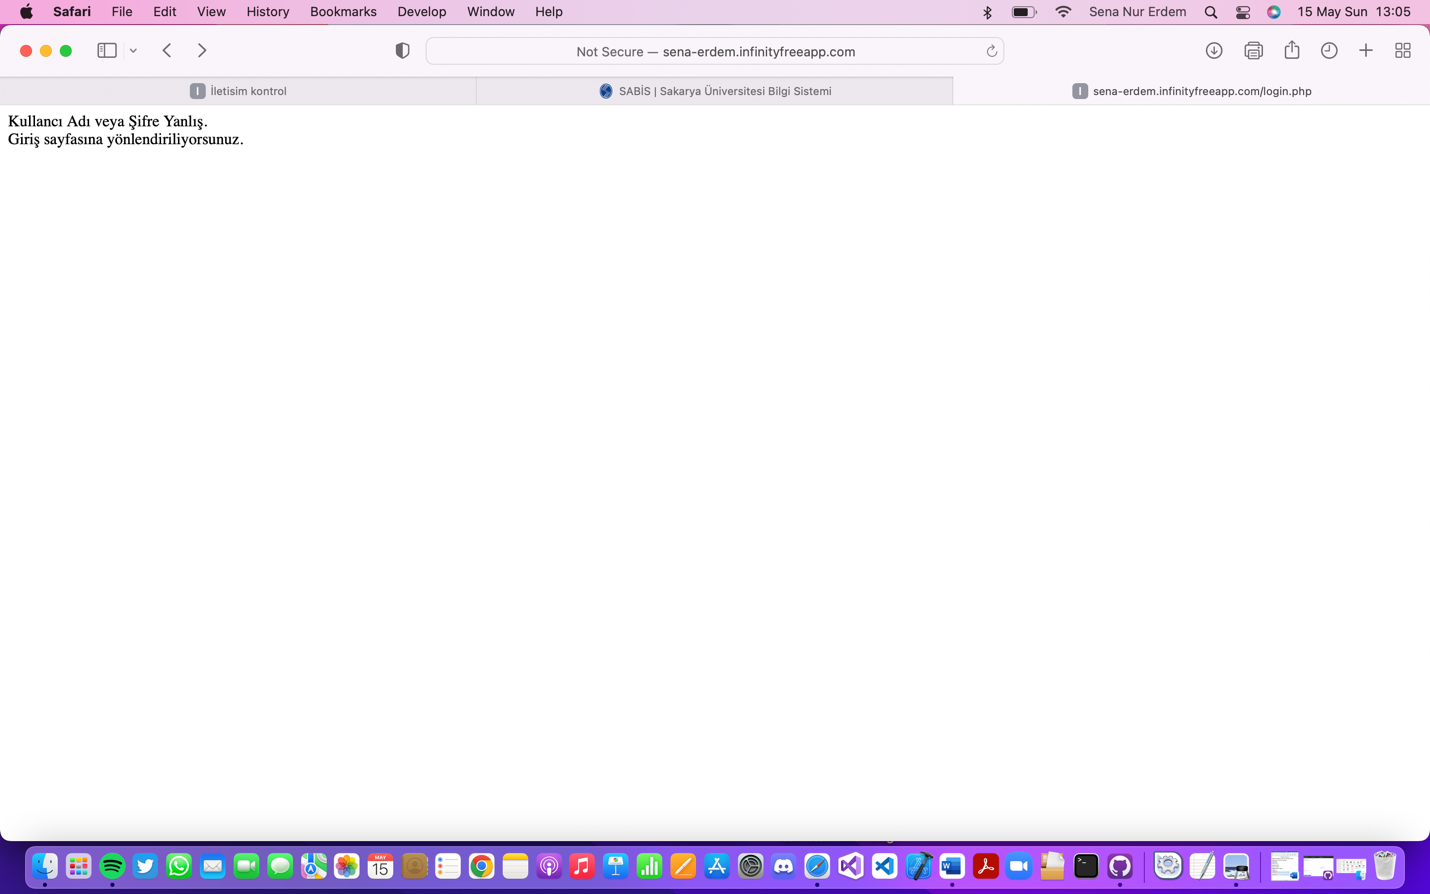 Safari File Edit View History Bookmarks Develop Window Help Sena Nur Erdem 15 May Sun 13:05
Not Secure — sena-erdem.infinityfreeapp.com
I İletisim kontrol
SABİS | Sakarya Üniversitesi Bilgi Sistemi
I sena-erdem.infinityfreeapp.com/login.php
Kullancı Adı veya Şifre Yanlış.
Giriş sayfasına yönlendiriliyorsunuz.
MAY
15